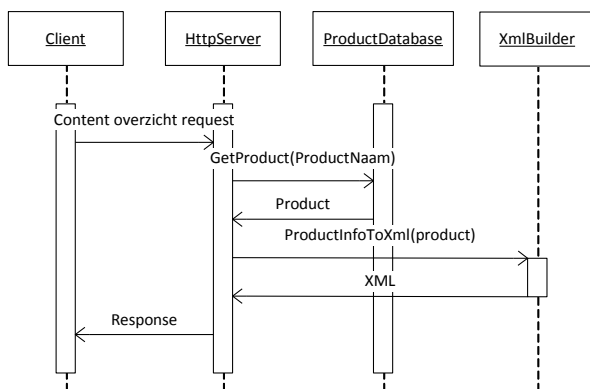 Client
HttpServer
ProductDatabase
XmlBuilder
Content overzicht request
GetProduct(ProductNaam)
Product
ProductInfoToXml(product)
XML
Response